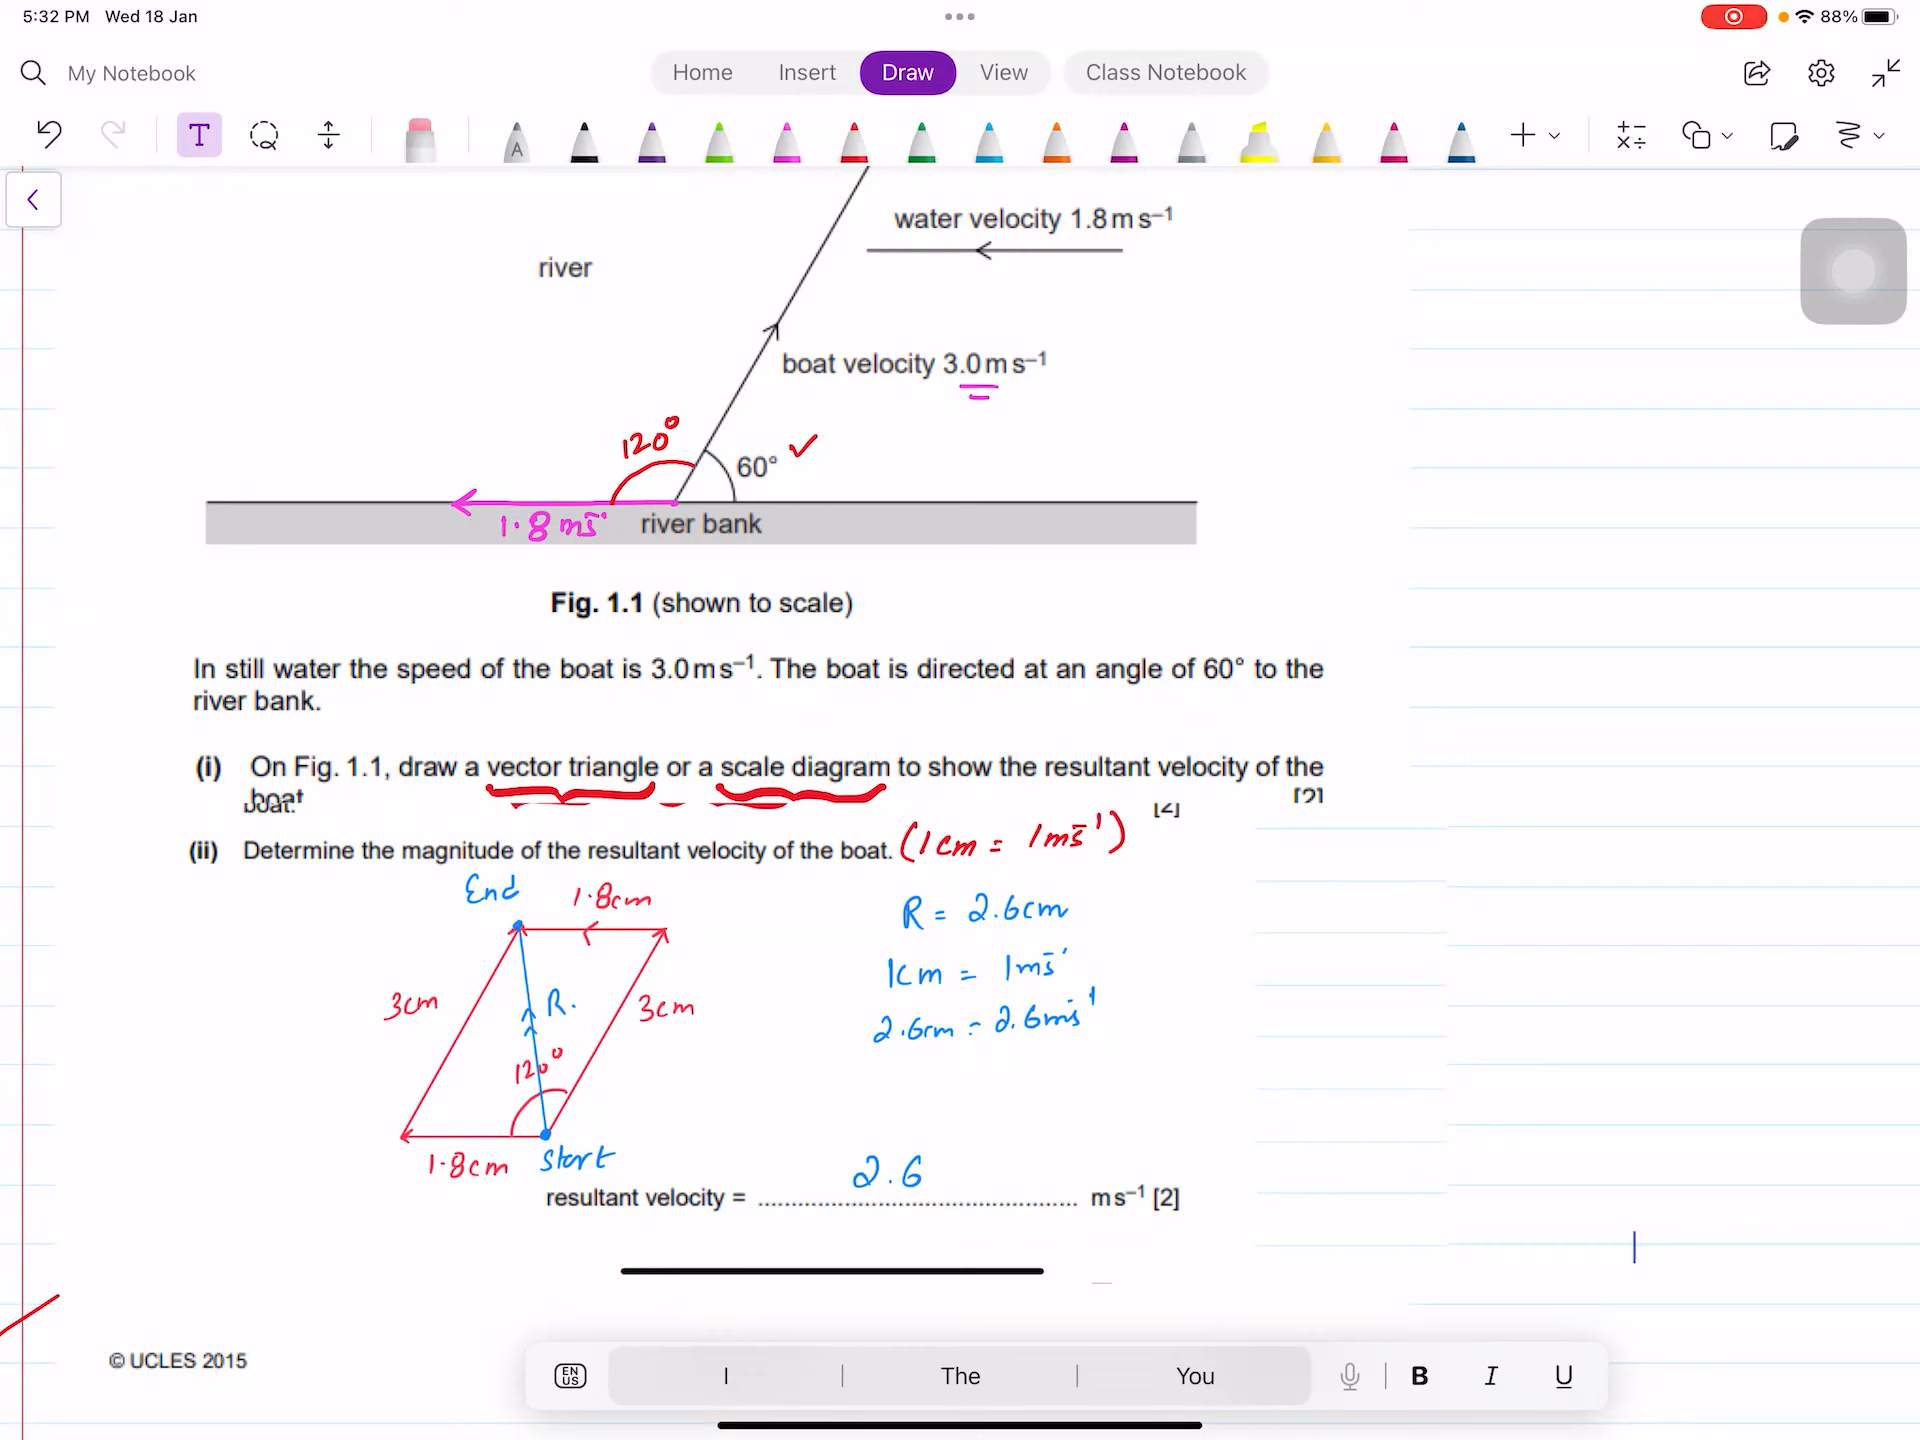 5:32 PM Wed 18 Jan
88%
My Notebook
Home Insert Draw View Class Notebook
T
A
water velocity 1.8 m s⁻¹
river
boat velocity 3.0 m s⁻¹
120°
60° ✓
1.8 ms⁻¹ river bank
Fig. 1.1 (shown to scale)
In still water the speed of the boat is 3.0 m s⁻¹. The boat is directed at an angle of 60° to the
river bank.
(i) On Fig. 1.1, draw a vector triangle or a scale diagram to show the resultant velocity of the
boat. [2]
(ii) Determine the magnitude of the resultant velocity of the boat. (1cm = 1ms⁻¹)
End 1.8cm
R = 2.6cm
1cm = 1ms⁻¹
3cm R. 3cm
2.6cm = 2.6ms⁻¹
120°
1.8cm start
2.6
resultant velocity = ................................................ m s⁻¹ [2]
© UCLES 2015
EN US I The You B I U